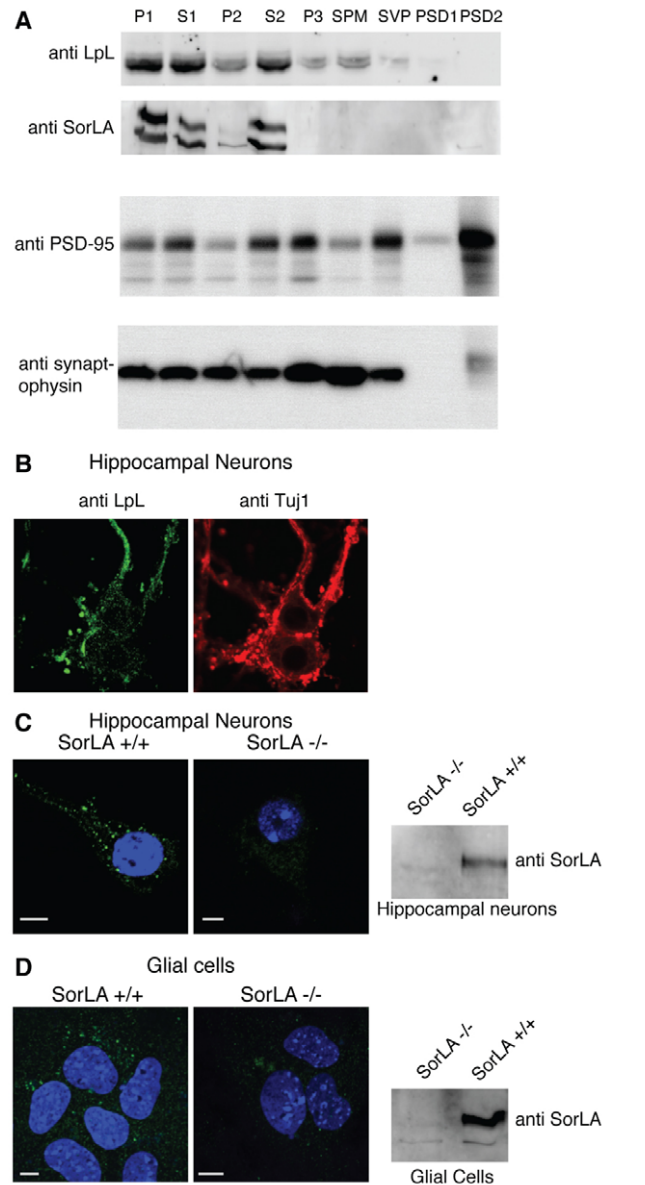 A
P1 S1 P2 S2 P3 SPM SVP PSD1 PSD2
anti LpL
anti SorLA
anti PSD-95
anti synapt-
ophysin
B Hippocampal Neurons
anti LpL anti Tuj1
C Hippocampal Neurons
SorLA +/+ SorLA -/-
SorLA -/- SorLA +/+
anti SorLA
Hippocampal neurons
D Glial cells
SorLA +/+ SorLA -/-
SorLA -/- SorLA +/+
anti SorLA
Glial Cells